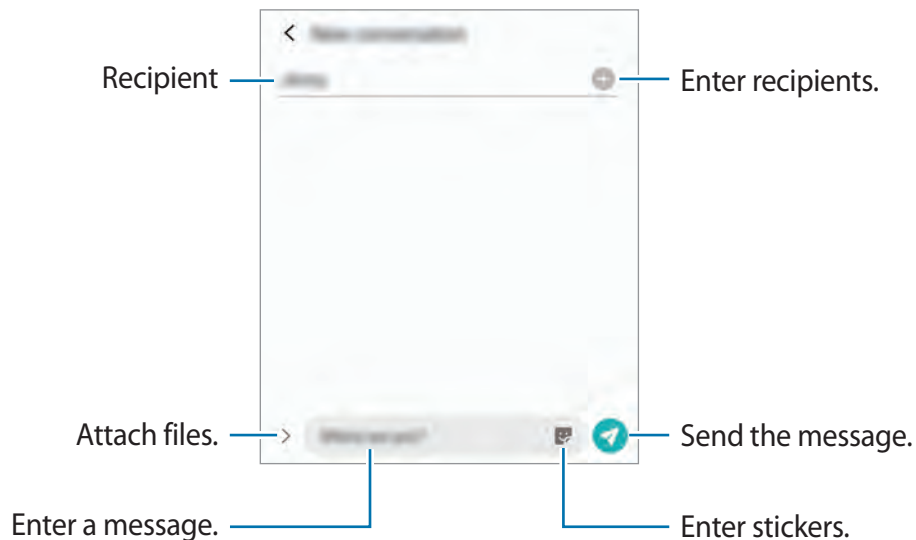 Recipient
Enter recipients.
Attach files.
Send the message.
Enter a message.
Enter stickers.